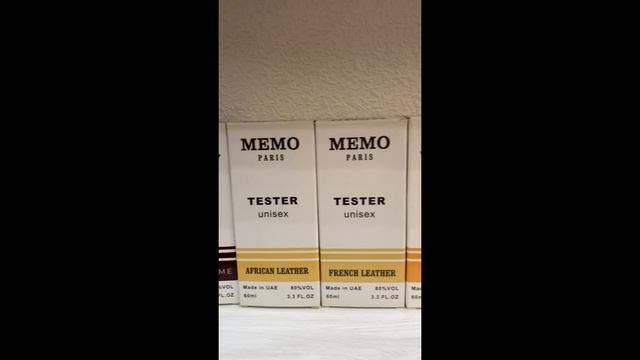 MEMO
PARIS
TESTER
unisex
AFRICAN LEATHER
Made in UAE 80%VOL
60ml 3.3 FL.OZ
MEMO
PARIS
TESTER
unisex
FRENCH LEATHER
Made in UAE 80%VOL
60ml 3.3 FL.OZ